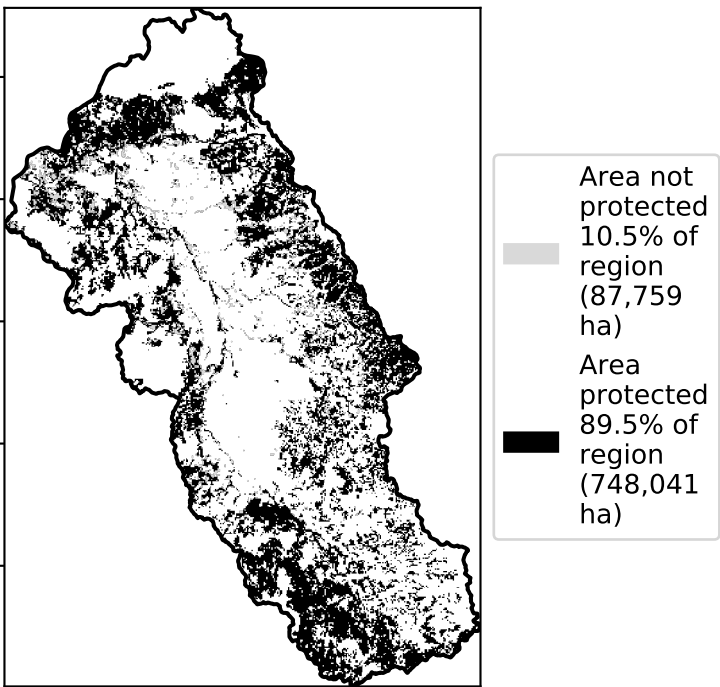 Area not
protected
10.5% of
region
(87,759
ha)
Area
protected
89.5% of
region
(748,041
ha)